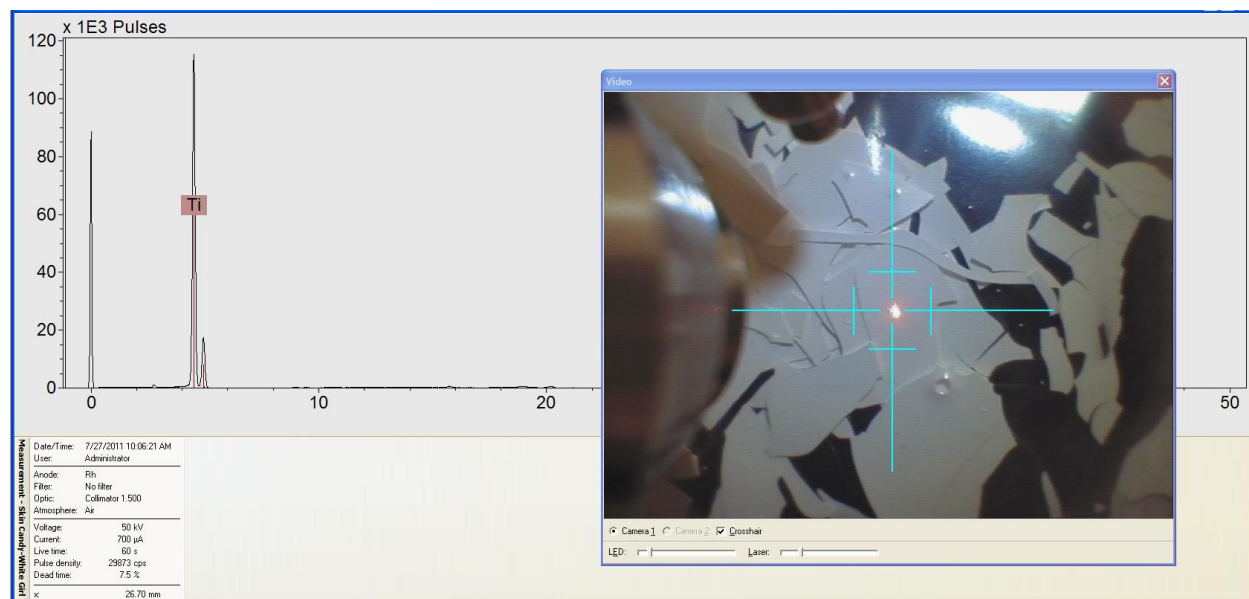 x 1E3 Pulses
120
100
80
60
40
20
0
Ti
0 10 20 50
Video
Camera 1 Camera 2 Crosshair
LED: Laser:
Measurement - Skin Candy-White Girl
Date/Time: 7/27/2011 10:06:21 AM
User: Administrator
Anode: Rh
Filter: No filter
Optic: Collimator 1.500
Atmosphere: Air
Voltage: 50 kV
Current: 700 µA
Live time: 60 s
Pulse density: 29873 cps
Dead time: 7.5 %
x 26.70 mm